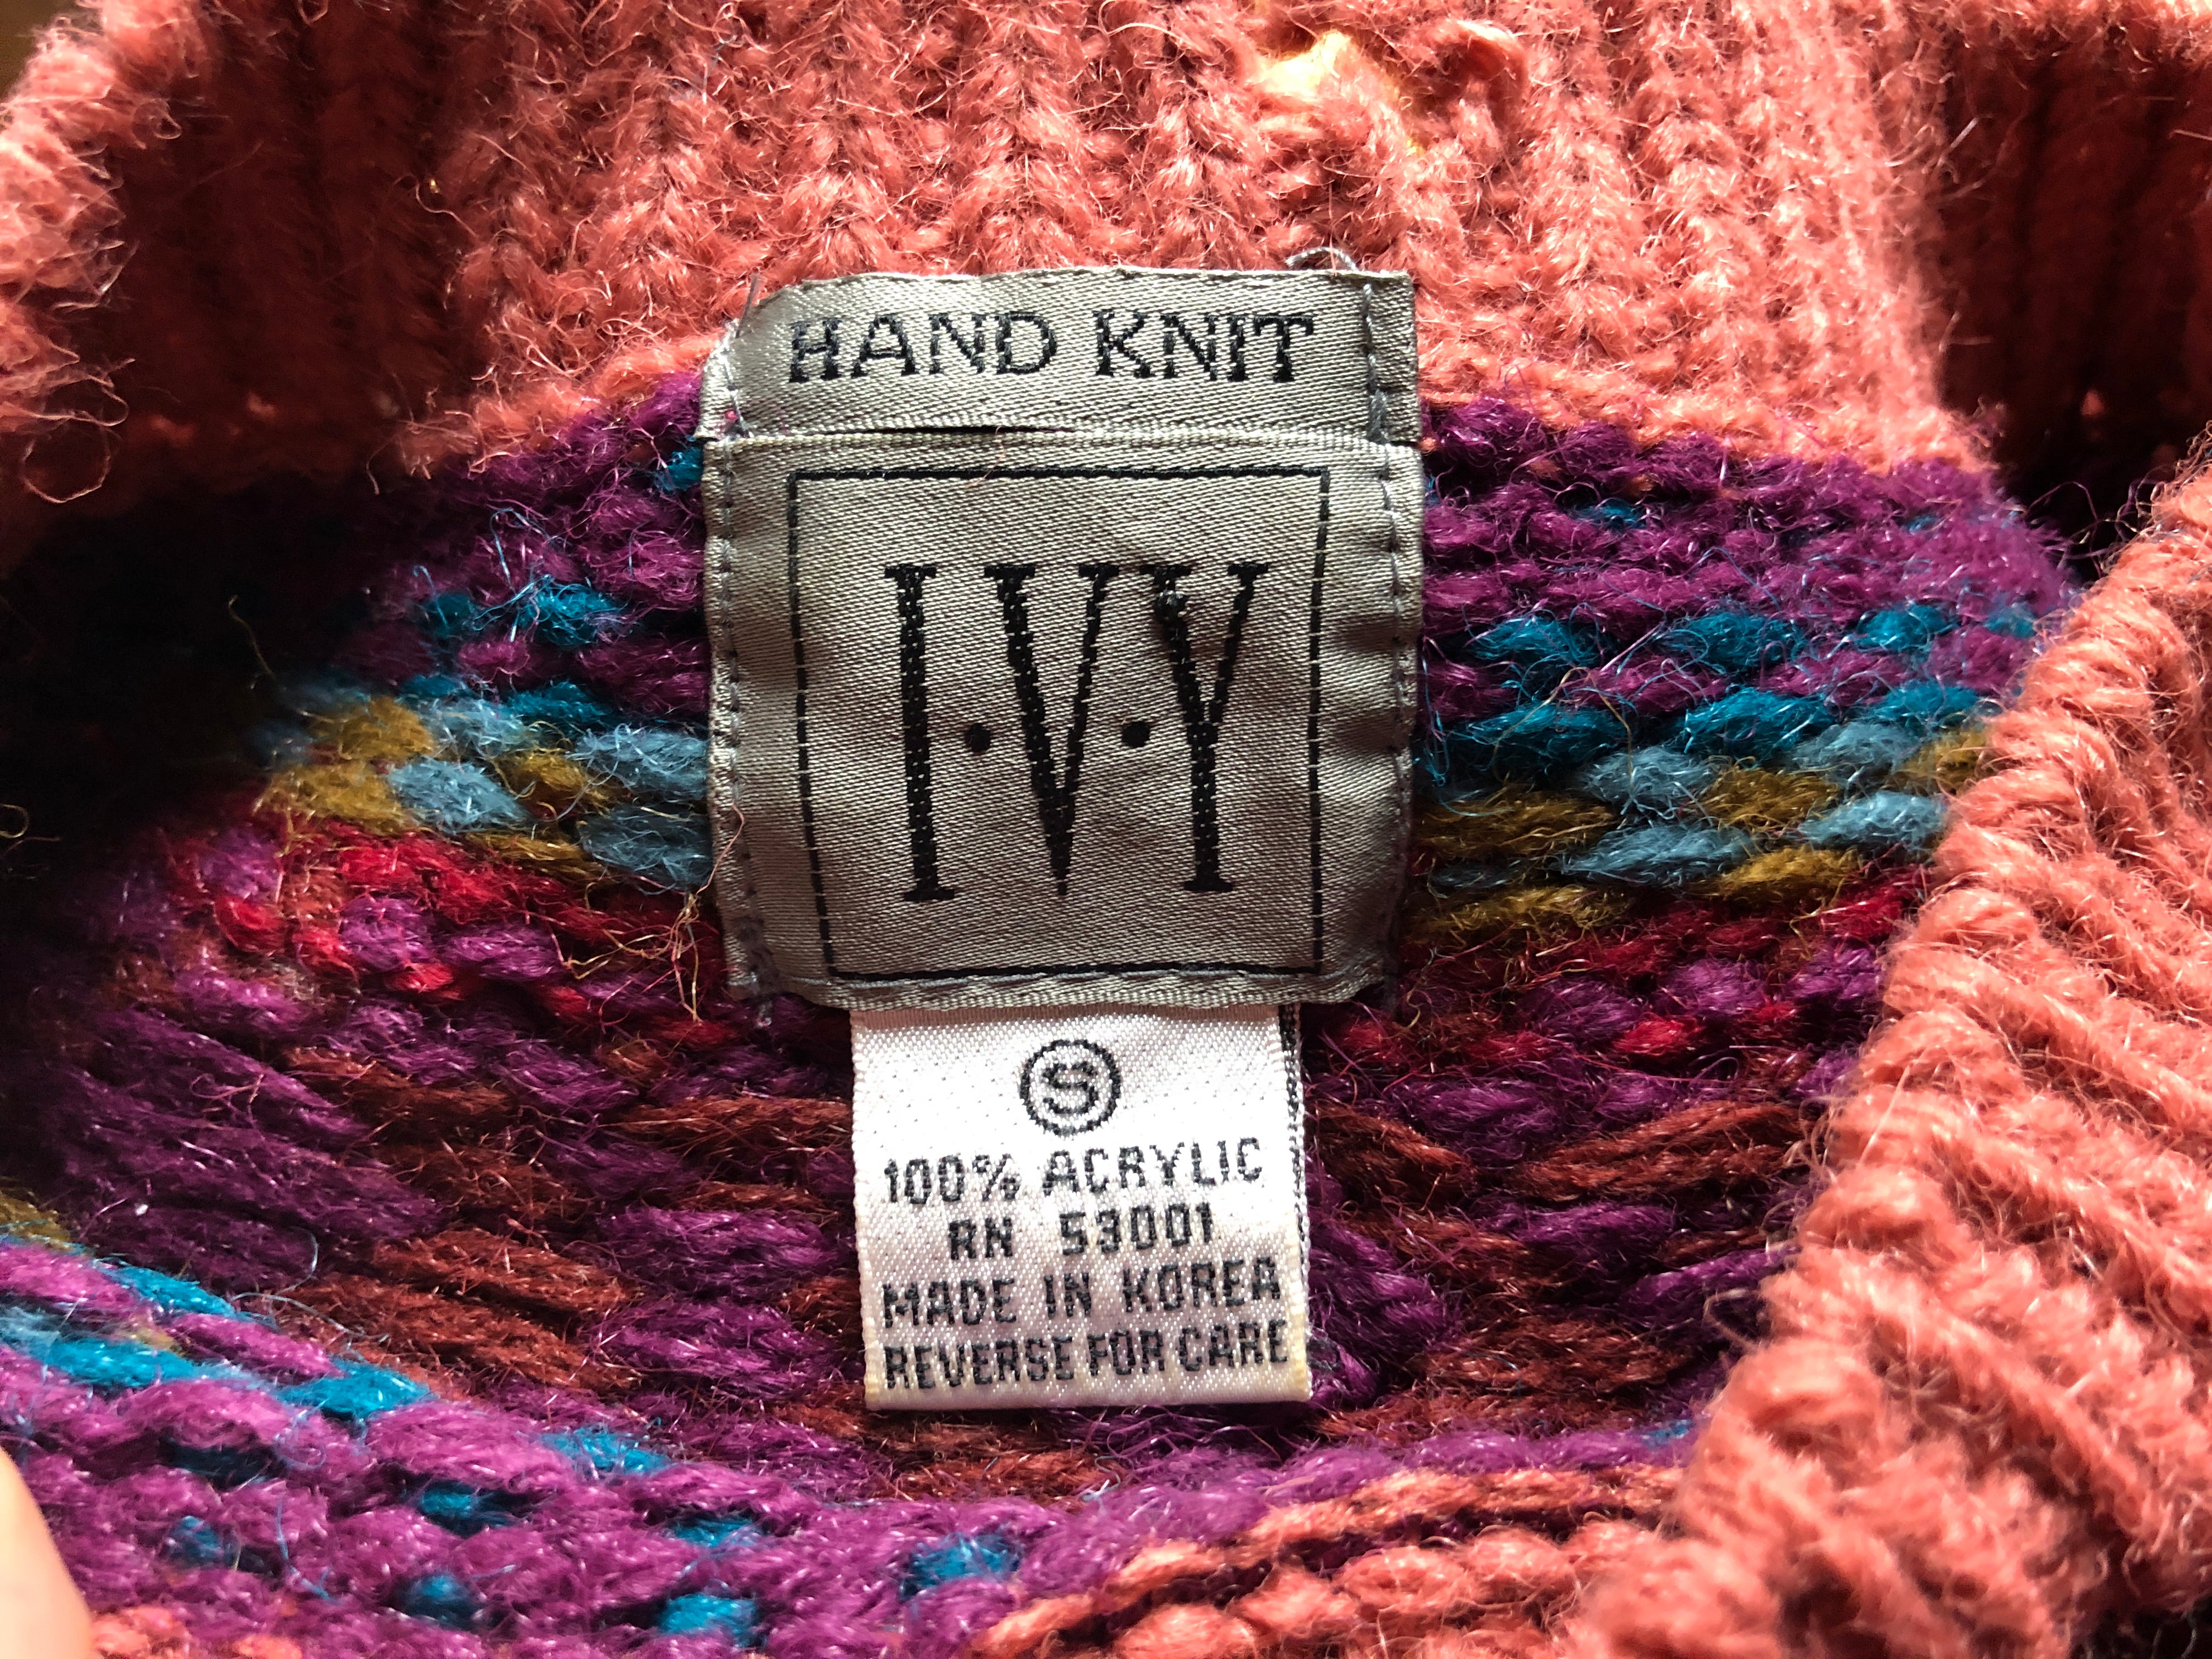 HAND KNIT
I·V·Y
S
100% ACRYLIC
RN 53001
MADE IN KOREA
REVERSE FOR CARE